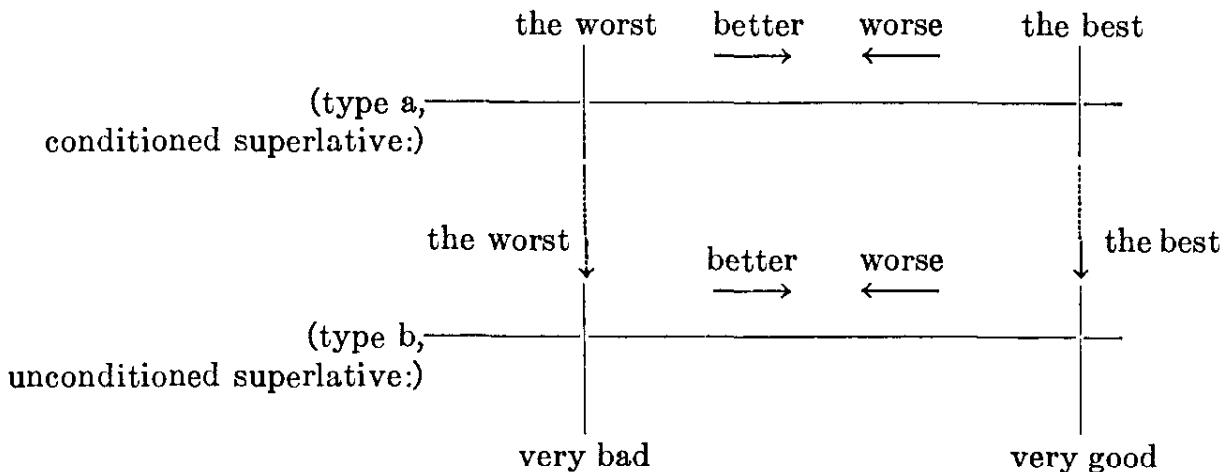 the worst better worse the best
(type a,
conditioned superlative:)
the worst the best
better worse
(type b,
unconditioned superlative:)
very bad very good